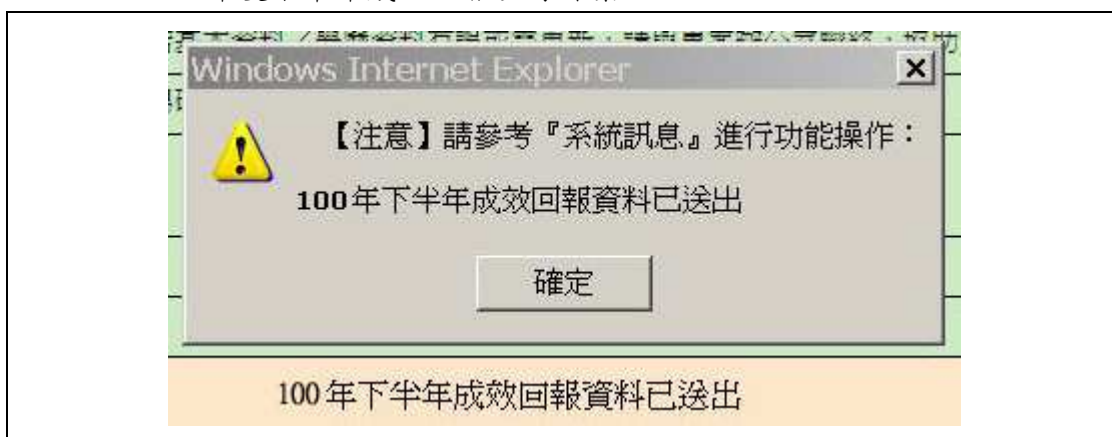 Windows Internet Explorer
【注意】請參考『系統訊息』進行功能操作：
100年下半年成效回報資料已送出
確定
100年下半年成效回報資料已送出